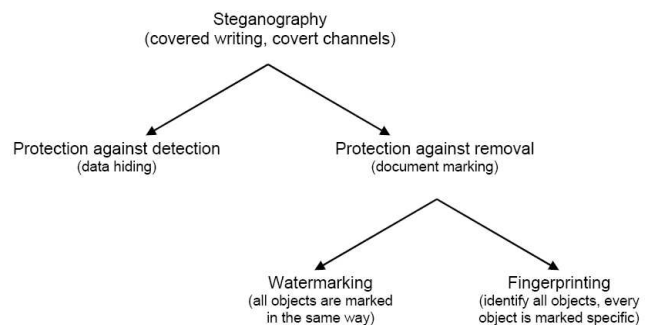 Steganography
(covered writing, covert channels)
Protection against detection
(data hiding)
Protection against removal
(document marking)
Watermarking
(all objects are marked
in the same way)
Fingerprinting
(identify all objects, every
object is marked specific)